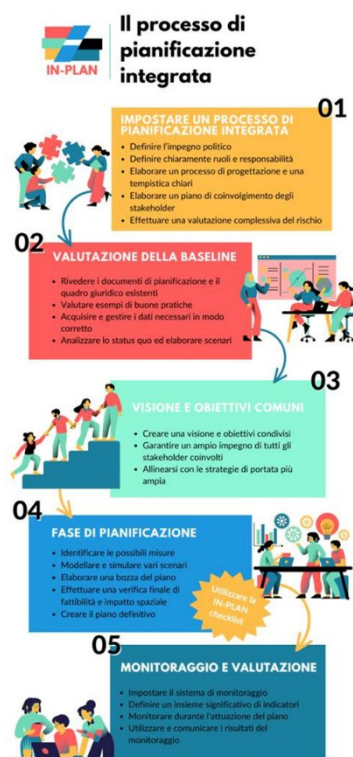 Il processo di
pianificazione
integrata
IN-PLAN
01
IMPOSTARE UN PROCESSO DI
PIANIFICAZIONE INTEGRATA
• Definire l'impegno politico
• Definire chiaramente ruoli e responsabilità
• Elaborare un processo di progettazione e una
tempistica chiari
• Elaborare un piano di coinvolgimento degli
stakeholder
• Effettuare una valutazione complessiva del rischio
02
VALUTAZIONE DELLA BASELINE
• Rivedere i documenti di pianificazione e il
quadro giuridico esistenti
• Valutare esempi di buone pratiche
• Acquisire e gestire i dati necessari in modo
corretto
• Analizzare lo status quo ed elaborare scenari
03
VISIONE E OBIETTIVI COMUNI
• Creare una visione e obiettivi condivisi
• Garantire un ampio impegno di tutti gli
stakeholder coinvolti
• Allinearsi con le strategie di portata più
ampia
04
FASE DI PIANIFICAZIONE
• Identificare le possibili misure
• Modellare e simulare vari scenari
• Elaborare una bozza del piano
• Effettuare una verifica finale di
fattibilità e impatto spaziale
• Creare il piano definitivo
Utilizzare la
IN-PLAN
checklist
05
MONITORAGGIO E VALUTAZIONE
• Impostare il sistema di monitoraggio
• Definire un insieme significativo di indicatori
• Monitorare durante l'attuazione del piano
• Utilizzare e comunicare i risultati del
monitoraggio